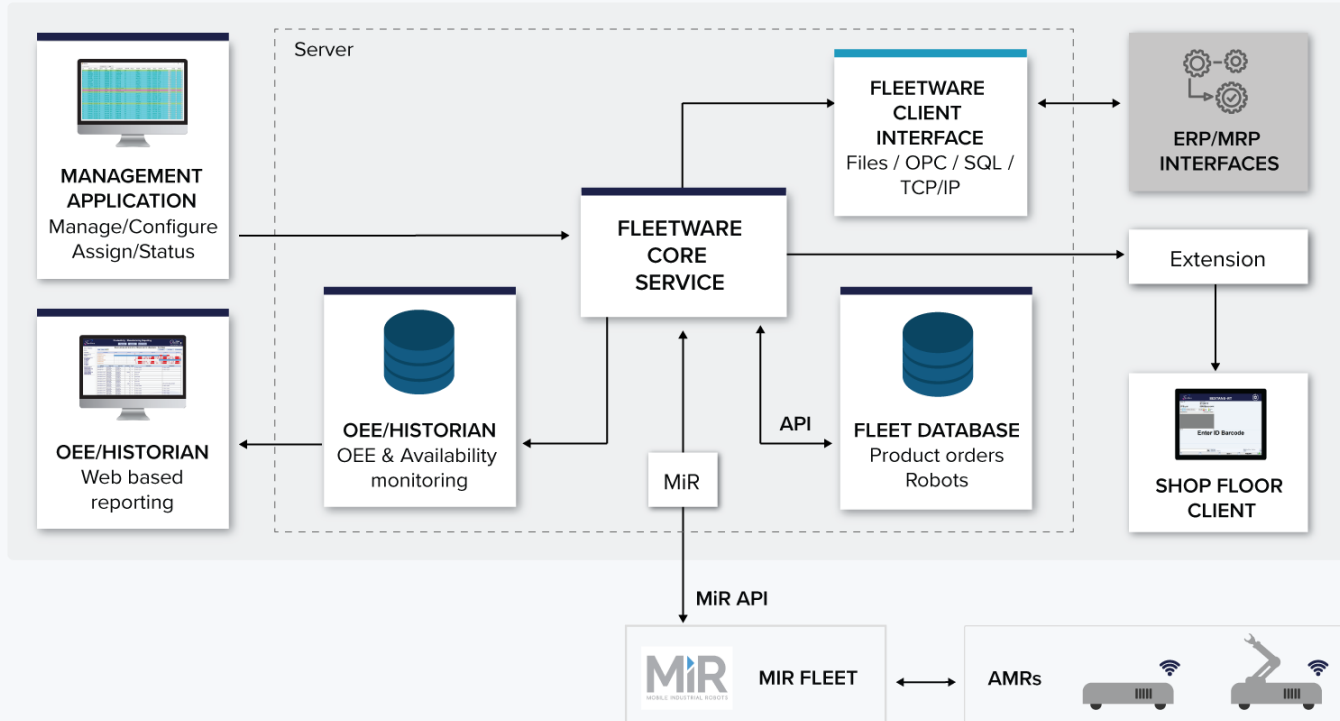 Server
MANAGEMENT
APPLICATION
Manage/Configure
Assign/Status
FLEETWARE
CLIENT
INTERFACE
Files / OPC / SQL /
TCP/IP
ERP/MRP
INTERFACES
FLEETWARE
CORE
SERVICE
Extension
OEE/HISTORIAN
Web based
reporting
OEE/HISTORIAN
OEE & Availability
monitoring
MiR
API
FLEET DATABASE
Product orders
Robots
Enter ID Barcode
SHOP FLOOR
CLIENT
MiR API
MiR
MOBILE INDUSTRIAL ROBOTS
MIR FLEET
AMRs